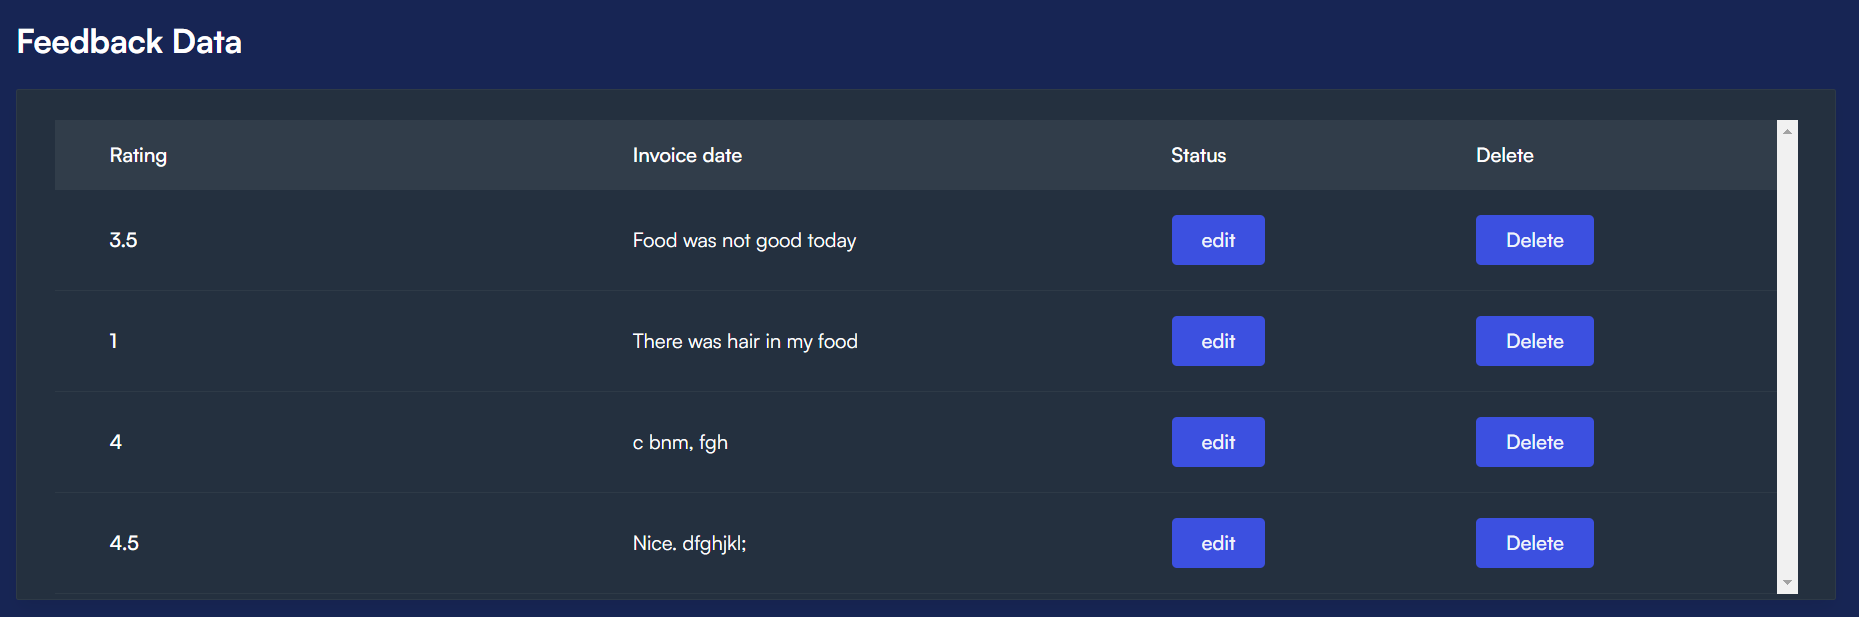 Feedback Data
Rating Invoice date Status Delete
3.5 Food was not good today edit Delete
1 There was hair in my food edit Delete
4 c bnm, fgh edit Delete
4.5 Nice. dfghjkl; edit Delete